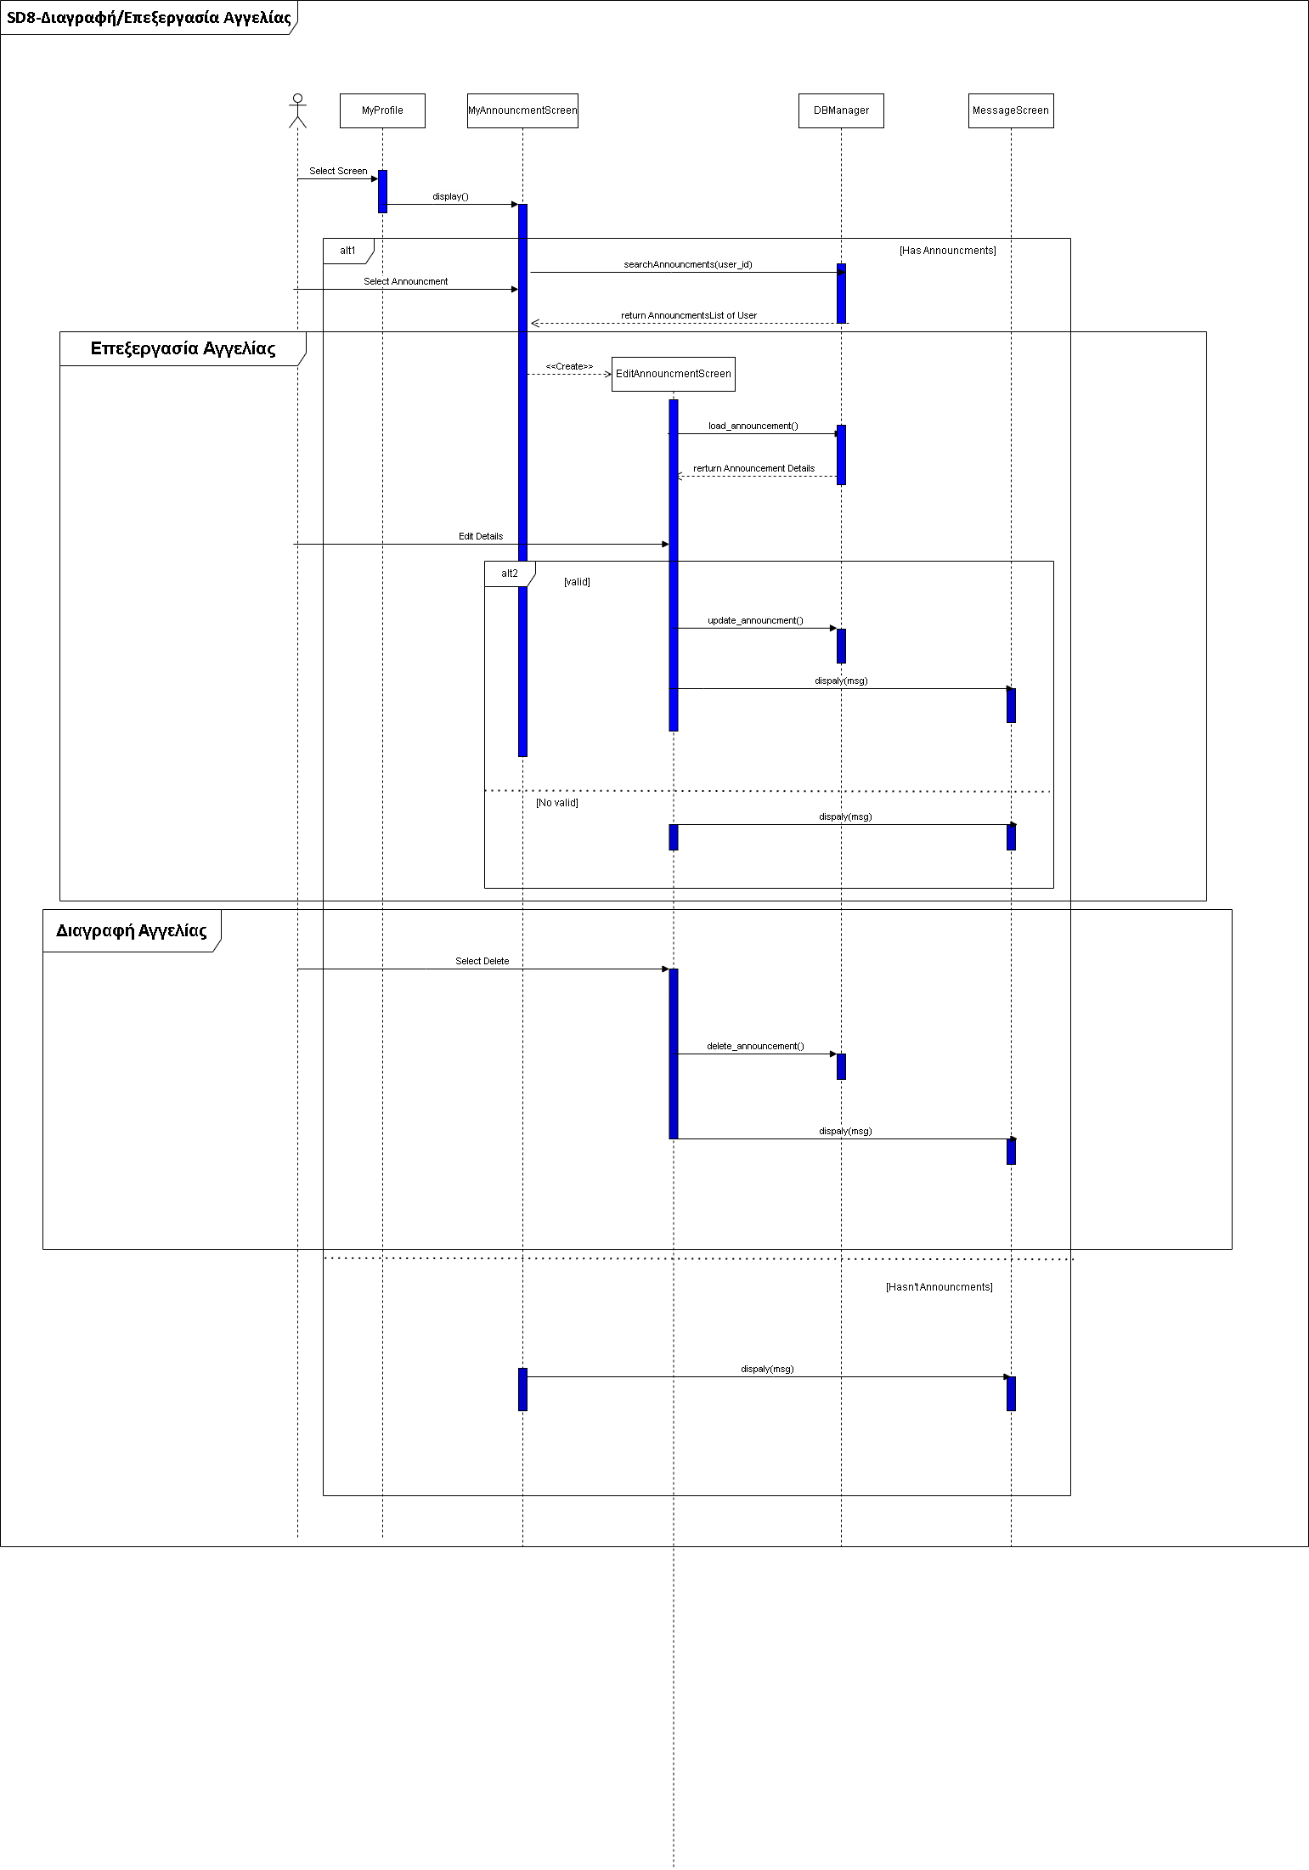 SD8-Διαγραφή/Επεξεργασία Αγγελίας
MyProfile
MyAnnouncmentScreen
DBManager
MessageScreen
Select Screen
display()
alt1
[Has Announcments]
searchAnnouncments(user_id)
Select Announcment
return AnnouncmentsList of User
Επεξεργασία Αγγελίας
<<Create>>
EditAnnouncmentScreen
load_announcement()
rerturn Announcement Details
Edit Details
alt2
[valid]
update_announcment()
dispaly(msg)
[No valid]
dispaly(msg)
Διαγραφή Αγγελίας
Select Delete
delete_announcement()
dispaly(msg)
[Hasn't Announcments]
dispaly(msg)